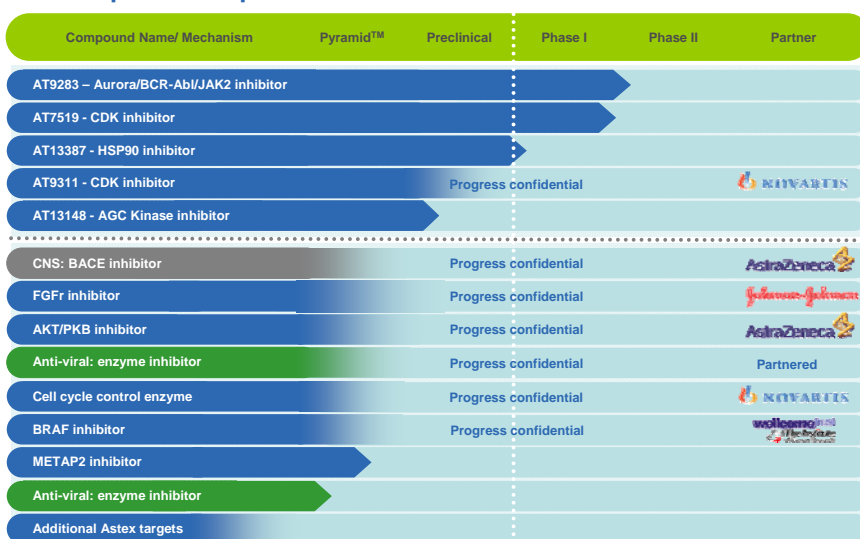 Compound Name/ Mechanism Pyramid™ Preclinical Phase I Phase II Partner
AT9283 – Aurora/BCR-Abl/JAK2 inhibitor
AT7519 - CDK inhibitor
AT13387 - HSP90 inhibitor
AT9311 - CDK inhibitor Progress confidential NOVARTIS
AT13148 - AGC Kinase inhibitor
CNS: BACE inhibitor Progress confidential AstraZeneca
FGFr inhibitor Progress confidential Johnson-Johnson
AKT/PKB inhibitor Progress confidential AstraZeneca
Anti-viral: enzyme inhibitor Progress confidential Partnered
Cell cycle control enzyme Progress confidential NOVARTIS
BRAF inhibitor Progress confidential wellcome
METAP2 inhibitor
Anti-viral: enzyme inhibitor
Additional Astex targets